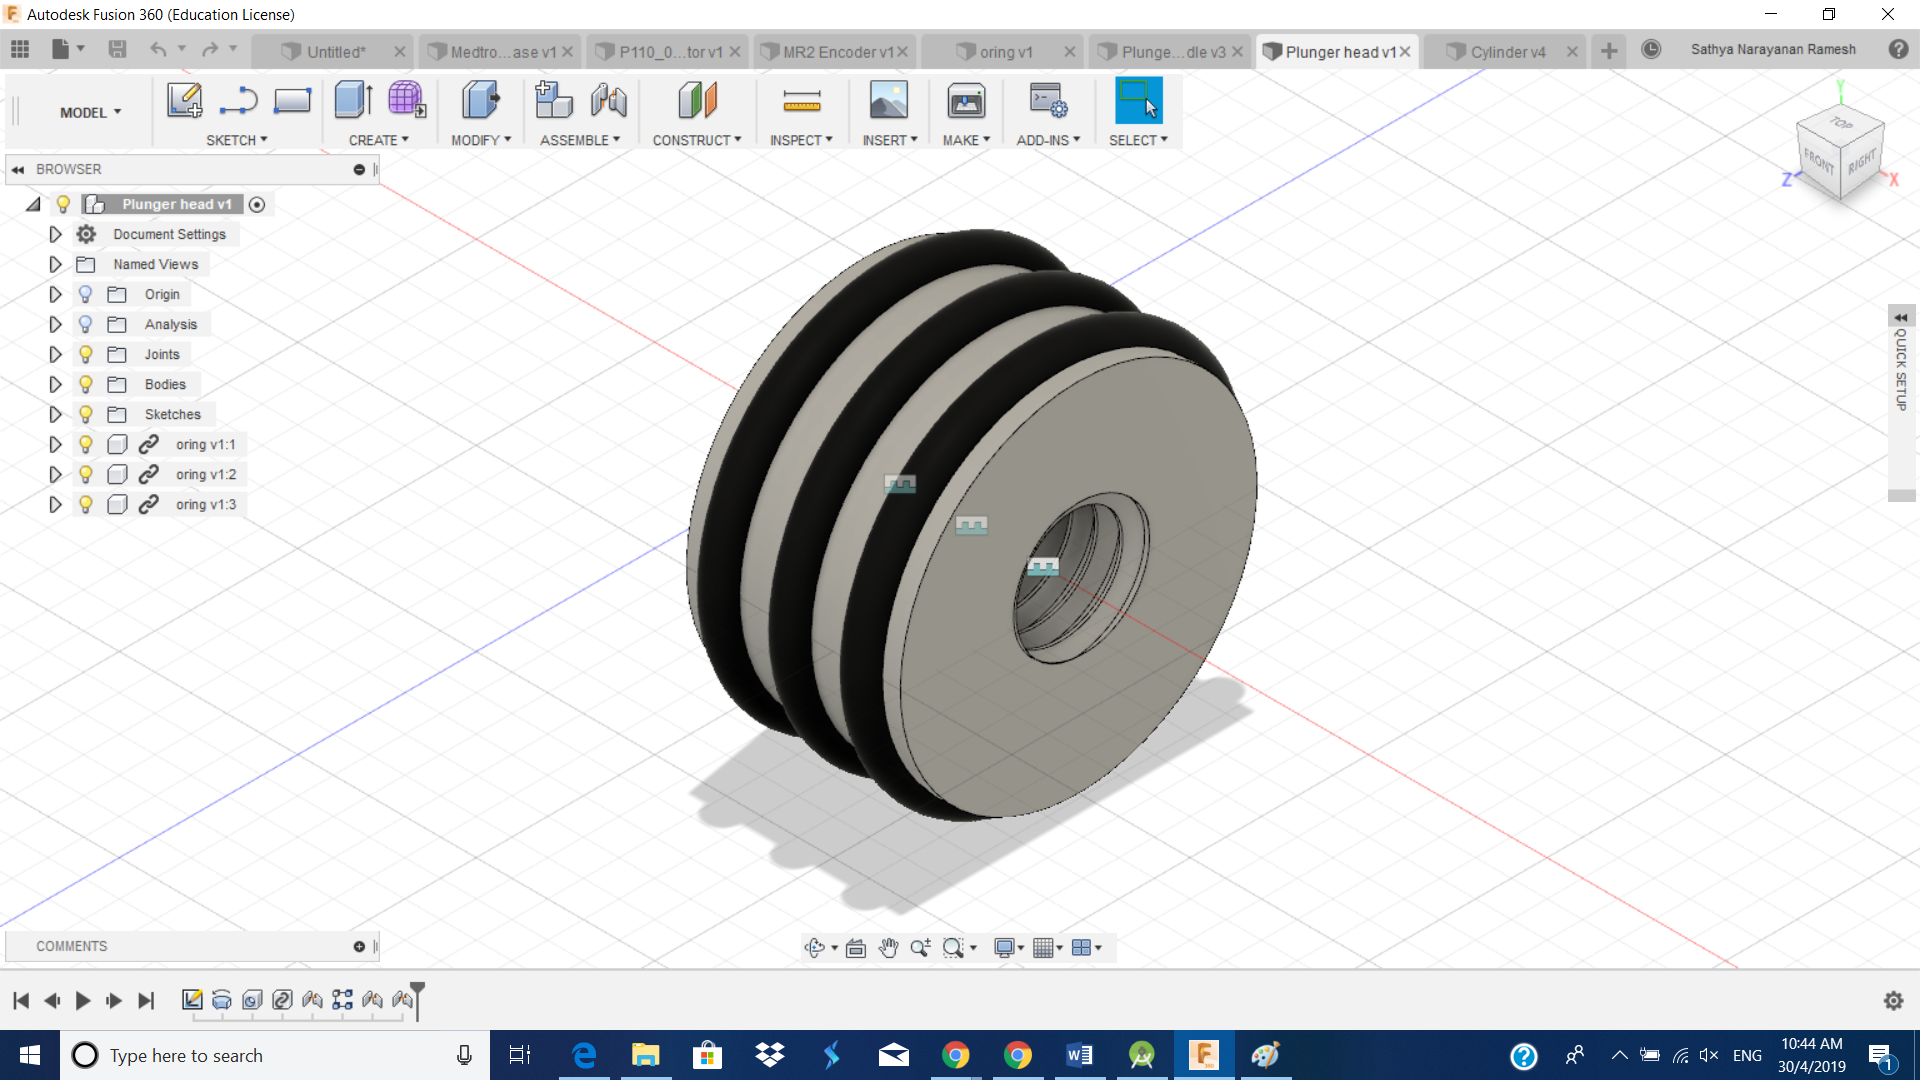 Autodesk Fusion 360 (Education License)
Untitled*
Medtro....ase v1
P110_0...tor v1
MR2 Encoder v1
oring v1
Plunge...dle v3
Plunger head v1
Cylinder v4
Sathya Narayanan Ramesh
MODEL
SKETCH
CREATE
MODIFY
ASSEMBLE
CONSTRUCT
INSPECT
INSERT
MAKE
ADD-INS
SELECT
TOP
FRONT
RIGHT
Y
Z
X
BROWSER
Plunger head v1
Document Settings
Named Views
Origin
Analysis
Joints
Bodies
Sketches
oring v1:1
oring v1:2
oring v1:3
QUICK SETUP
COMMENTS
Type here to search
ENG
10:44 AM
30/4/2019
1